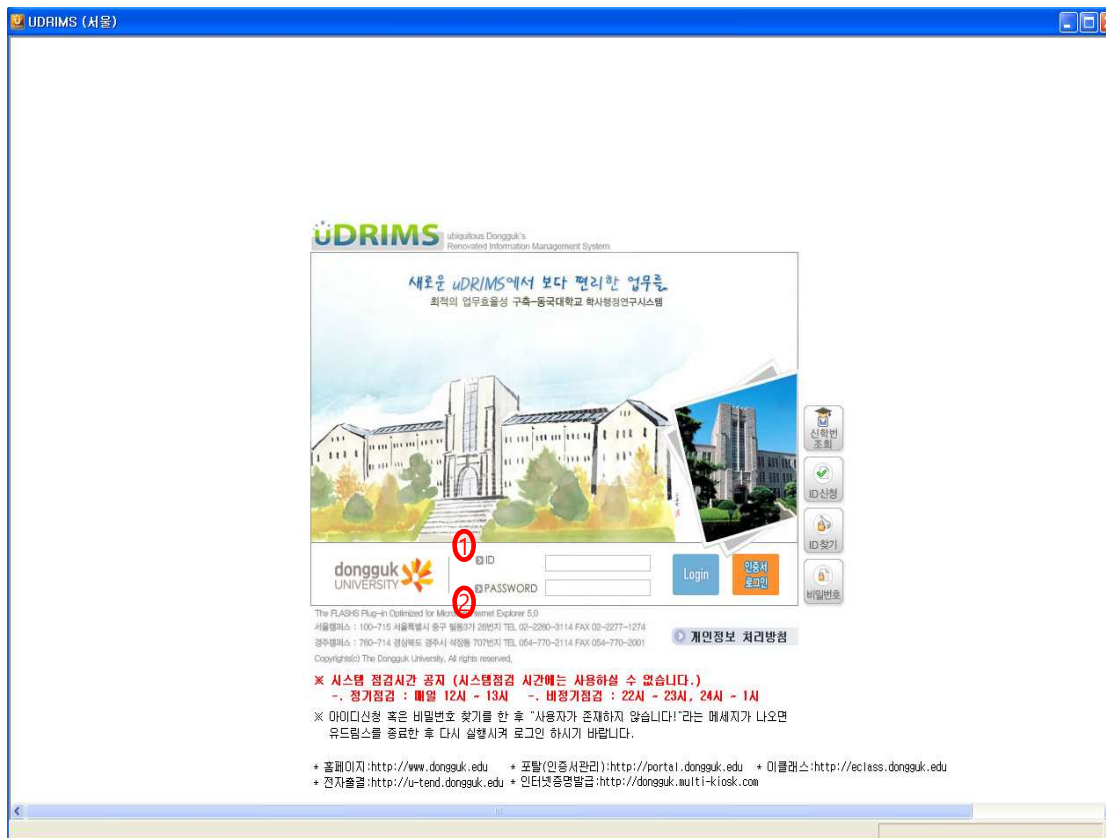 UDRIMS (서울)
uDRIMS ubiquitous Dongguk's
Renovated Information Management System
새로운 uDRIMS에서 보다 편리한 업무를
최적의 업무효율성 구축-동국대학교 학사행정연구시스템
신학번
조회
ID신청
ID찾기
비밀번호
dongguk
UNIVERSITY
① ID
② PASSWORD
Login
인증서
로그인
The FLASH5 Plug-in Optimized for Microsoft Internet Explorer 5.0
서울캠퍼스 : 100-715 서울특별시 중구 필동3가 26번지 TEL 02-2260-3114 FAX 02-2277-1274
경주캠퍼스 : 780-714 경상북도 경주시 석장동 707번지 TEL 054-770-2114 FAX 054-770-2001
Copyrights(c) The Dongguk University, All rights reserved.
개인정보 처리방침
※ 시스템 점검시간 공지 (시스템점검 시간에는 사용하실 수 없습니다.)
-. 정기점검 : 매일 12시 ~ 13시 -. 비정기점검 : 22시 ~ 23시, 24시 ~ 1시
※ 아이디신청 혹은 비밀번호 찾기를 한 후 "사용자가 존재하지 않습니다!"라는 메세지가 나오면
유드림스를 종료한 후 다시 실행시켜 로그인 하시기 바랍니다.
* 홈페이지:http://www.dongguk.edu * 포탈(인증서관리):http://portal.dongguk.edu * 이클래스:http://eclass.dongguk.edu
* 전자출결:http://u-tend.dongguk.edu * 인터넷증명발급:http://dongguk.multi-kiosk.com